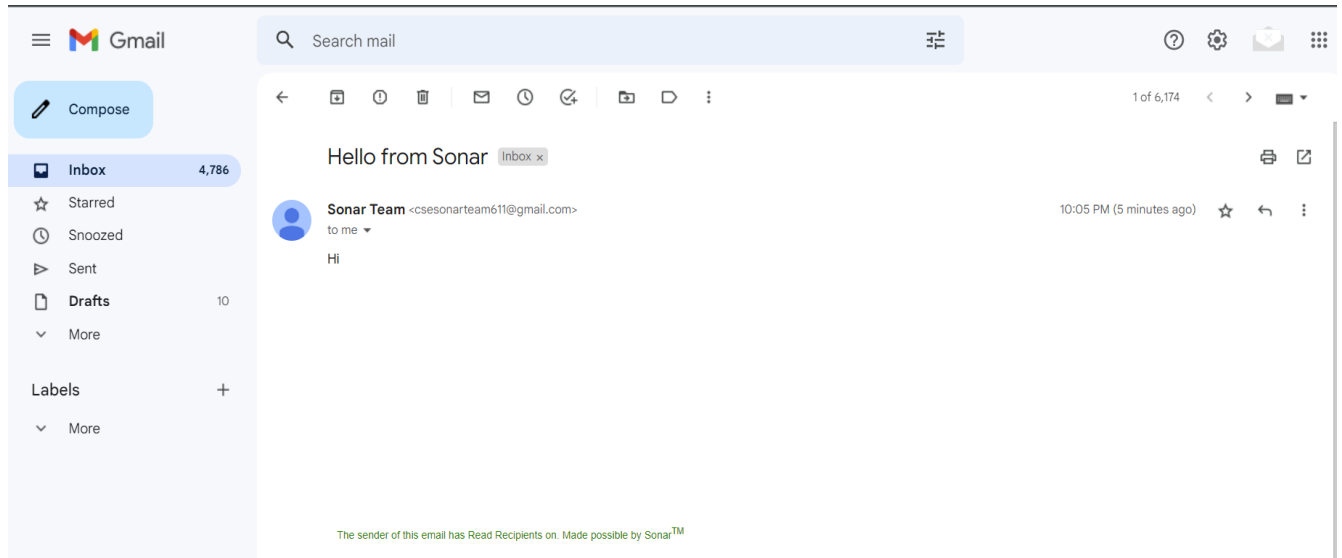 Gmail
Search mail
Compose
1 of 6,174
Inbox 4,786
Starred
Snoozed
Sent
Drafts 10
More
Labels
More
Hello from Sonar Inbox x
Sonar Team <csesonarteam611@gmail.com> 10:05 PM (5 minutes ago)
to me
Hi
The sender of this email has Read Recipients on. Made possible by Sonar™